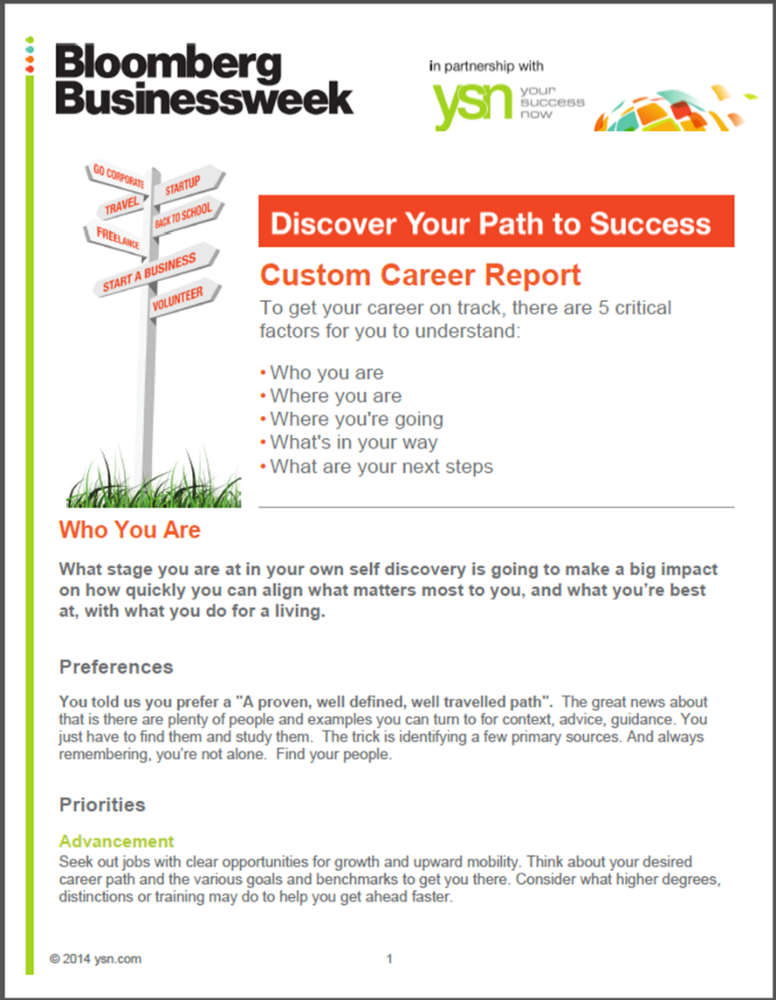 Bloomberg
Businessweek
in partnership with
ysn your
success
now
GO CORPORATE
STARTUP
TRAVEL
BACK TO SCHOOL
FREELANCE
START A BUSINESS
VOLUNTEER
Discover Your Path to Success
Custom Career Report
To get your career on track, there are 5 critical
factors for you to understand:
• Who you are
• Where you are
• Where you're going
• What's in your way
• What are your next steps
Who You Are
What stage you are at in your own self discovery is going to make a big impact
on how quickly you can align what matters most to you, and what you're best
at, with what you do for a living.
Preferences
You told us you prefer a "A proven, well defined, well travelled path".  The great news about
that is there are plenty of people and examples you can turn to for context, advice, guidance. You
just have to find them and study them.  The trick is identifying a few primary sources. And always
remembering, you're not alone.  Find your people.
Priorities
Advancement
Seek out jobs with clear opportunities for growth and upward mobility. Think about your desired
career path and the various goals and benchmarks to get you there. Consider what higher degrees,
distinctions or training may do to help you get ahead faster.
© 2014 ysn.com
1